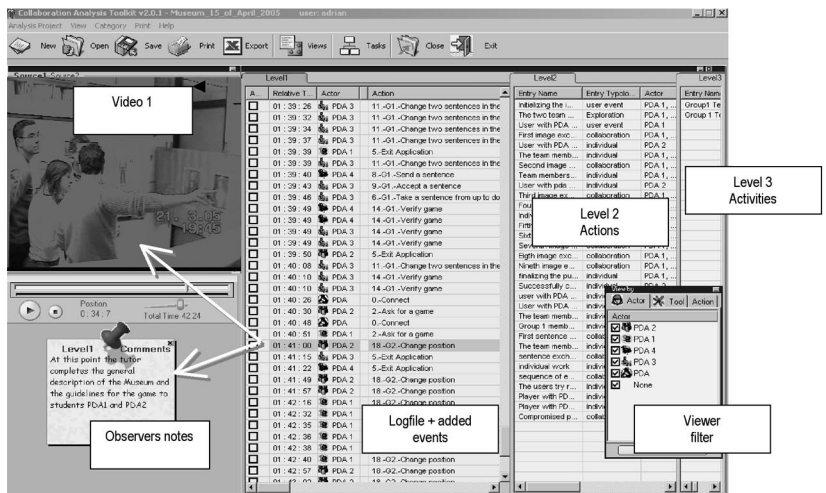 Collaboration Analysis Toolkit v2.0.1 - Museum_15_of_April_2005 user: adrian
Analysis Project View Category Print Help
New Open Save Print Export Views Tasks Close Exit
Source1 Source2
Video 1
21. 3.05
19:45
Position
0:34:7
Total Time 42:24
Level1 Comments
At this point the tutor
completes the general
description of the Museum and
the guidelines for the game to
students PDA1 and PDA2
Observers notes
Level1
A... Relative T... Actor Action
01:39:26 PDA 3 11.-G1.-Change two sentences in the
01:39:32 PDA 3 11.-G1.-Change two sentences in the
01:39:34 PDA 3 11.-G1.-Change two sentences in the
01:39:37 PDA 3 11.-G1.-Change two sentences in the
01:39:39 PDA 1 5.-Exit Application
01:39:39 PDA 3 11.-G1.-Change two sentences in the
01:39:40 PDA 4 8.-G1.-Send a sentence
01:39:43 PDA 3 9.-G1.-Accept a sentence
01:39:46 PDA 3 6.-G1.-Take a sentence from up to do
01:39:49 PDA 4 14.-G1.-Verify game
01:39:49 PDA 4 14.-G1.-Verify game
01:39:49 PDA 3 14.-G1.-Verify game
01:39:49 PDA 3 14.-G1.-Verify game
01:39:50 PDA 2 5.-Exit Application
01:40:08 PDA 3 11.-G1.-Change two sentences in the
01:40:10 PDA 3 14.-G1.-Verify game
01:40:10 PDA 3 14.-G1.-Verify game
01:40:26 PDA 0.-Connect
01:40:30 PDA 2 2.-Ask for a game
01:40:48 PDA 0.-Connect
01:40:51 PDA 1 2.-Ask for a game
01:41:00 PDA 2 18.-G2.-Change position
01:41:15 PDA 3 5.-Exit Application
01:41:22 PDA 4 5.-Exit Application
01:41:49 PDA 2 18.-G2.-Change position
01:41:57 PDA 2 18.-G2.-Change position
01:42:16 PDA 1 18.-G2.-Change position
01:42:32 PDA 1
01:42:35 PDA 1
01:42:36 PDA 1
01:42:38 PDA 1
01:42:40 PDA 1 18.-G2.-Change position
01:42:57 PDA 2 18.-G2.-Change position
PDA 2 18.-G2.-Change position
Logfile + added
events
Level2
Entry Name Entry Typolo... Actor
Initializing the i... user event PDA 1, ...
The two team ... Exploration PDA 1, ...
User with PDA ... user event PDA 1
First image exc... collaboration PDA 1, ...
User with PDA ... individual PDA 2
The team memb... individual PDA 1, ...
Second image ... collaboration PDA 1, ...
Team members... individual PDA 1, ...
User with pda ... individual PDA 2
Third image ex... collaboration PDA 1, ...
Eigth image exc... collaboration PDA 1, ...
Nineth image e... collaboration PDA 1, ...
finalizing the pu...
Successfully c...
user with PDA ...
User with PDA ...
The team memb...
Group 1 memb...
First sentence ...
The team memb...
sentence exch...
individual work
sequence of e...
The users try r...
Player with PD...
Player with PD...
Compromised p...
Level 2
Actions
Level3
Entry Nam
Group1 Te
Group 1 Te
Level 3
Activities
View by
Actor Tool Action
Actor
PDA 2
PDA 1
PDA 4
PDA 3
PDA
None
Viewer
filter